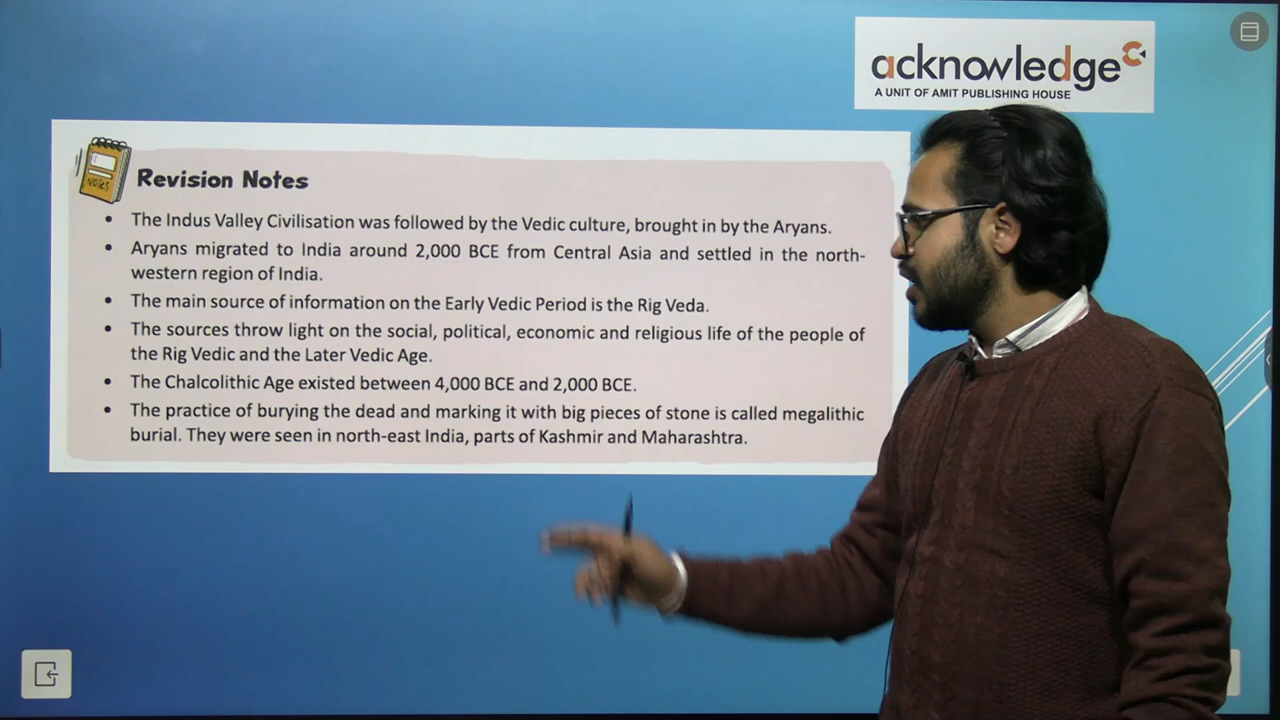 acknowledge
A UNIT OF AMIT PUBLISHING HOUSE
NOTES
Revision Notes
• The Indus Valley Civilisation was followed by the Vedic culture, brought in by the Aryans.
• Aryans migrated to India around 2,000 BCE from Central Asia and settled in the north-
western region of India.
• The main source of information on the Early Vedic Period is the Rig Veda.
• The sources throw light on the social, political, economic and religious life of the people of
the Rig Vedic and the Later Vedic Age.
• The Chalcolithic Age existed between 4,000 BCE and 2,000 BCE.
• The practice of burying the dead and marking it with big pieces of stone is called megalithic
burial. They were seen in north-east India, parts of Kashmir and Maharashtra.